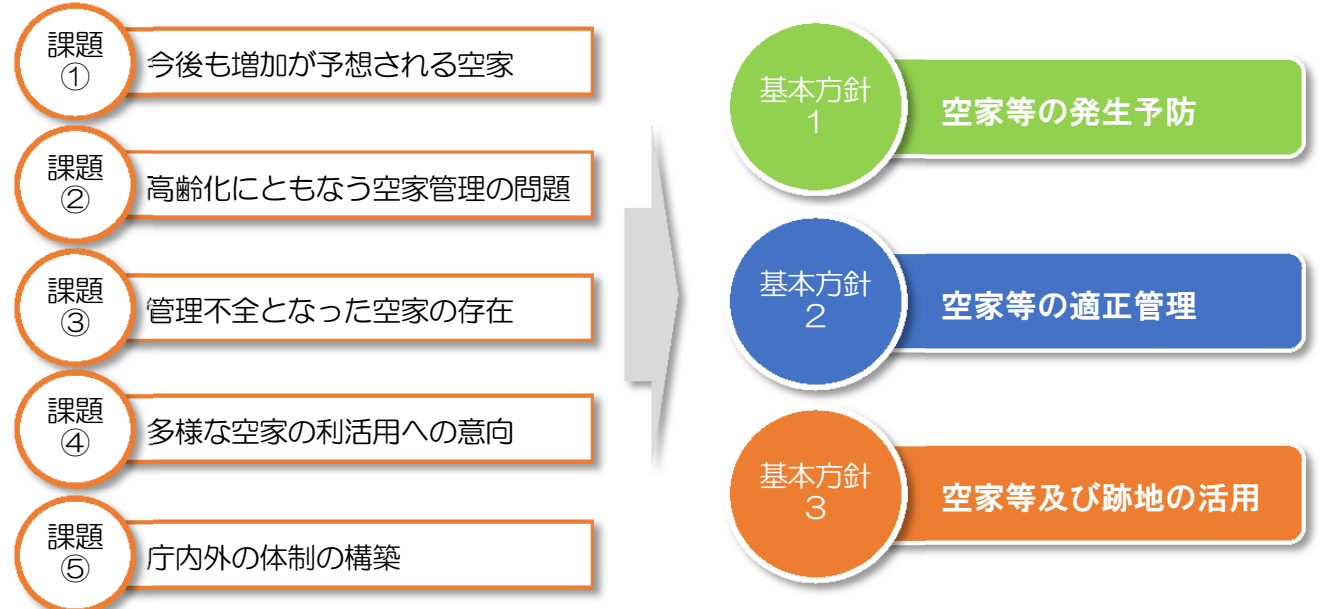 課題
①
今後も増加が予想される空家
課題
②
高齢化にともなう空家管理の問題
課題
③
管理不全となった空家の存在
課題
④
多様な空家の利活用への意向
課題
⑤
庁内外の体制の構築
基本方針
1
空家等の発生予防
基本方針
2
空家等の適正管理
基本方針
3
空家等及び跡地の活用